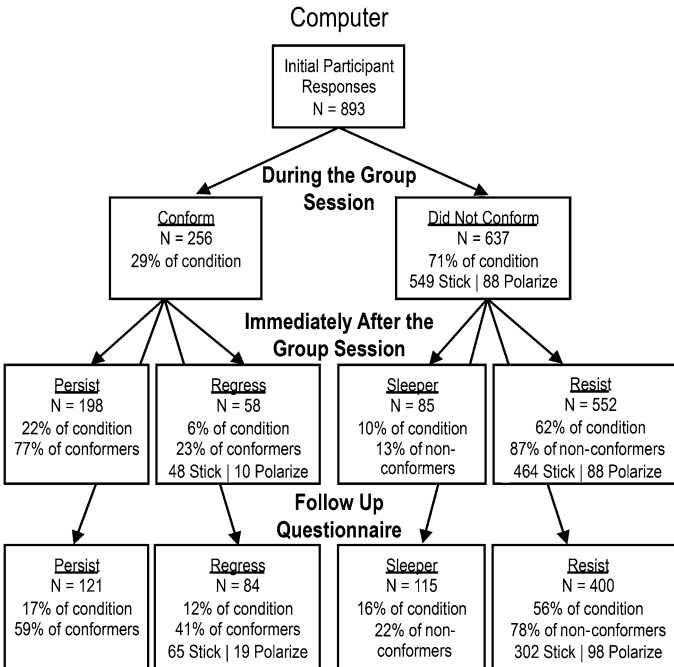 Computer
Initial Participant
Responses
N = 893
During the Group
Session
Conform
N = 256
29% of condition
Did Not Conform
N = 637
71% of condition
549 Stick | 88 Polarize
Immediately After the
Group Session
Persist
N = 198
22% of condition
77% of conformers
Regress
N = 58
6% of condition
23% of conformers
48 Stick | 10 Polarize
Sleeper
N = 85
10% of condition
13% of non-
conformers
Resist
N = 552
62% of condition
87% of non-conformers
464 Stick | 88 Polarize
Follow Up
Questionnaire
Persist
N = 121
17% of condition
59% of conformers
Regress
N = 84
12% of condition
41% of conformers
65 Stick | 19 Polarize
Sleeper
N = 115
16% of condition
22% of non-
conformers
Resist
N = 400
56% of condition
78% of non-conformers
302 Stick | 98 Polarize